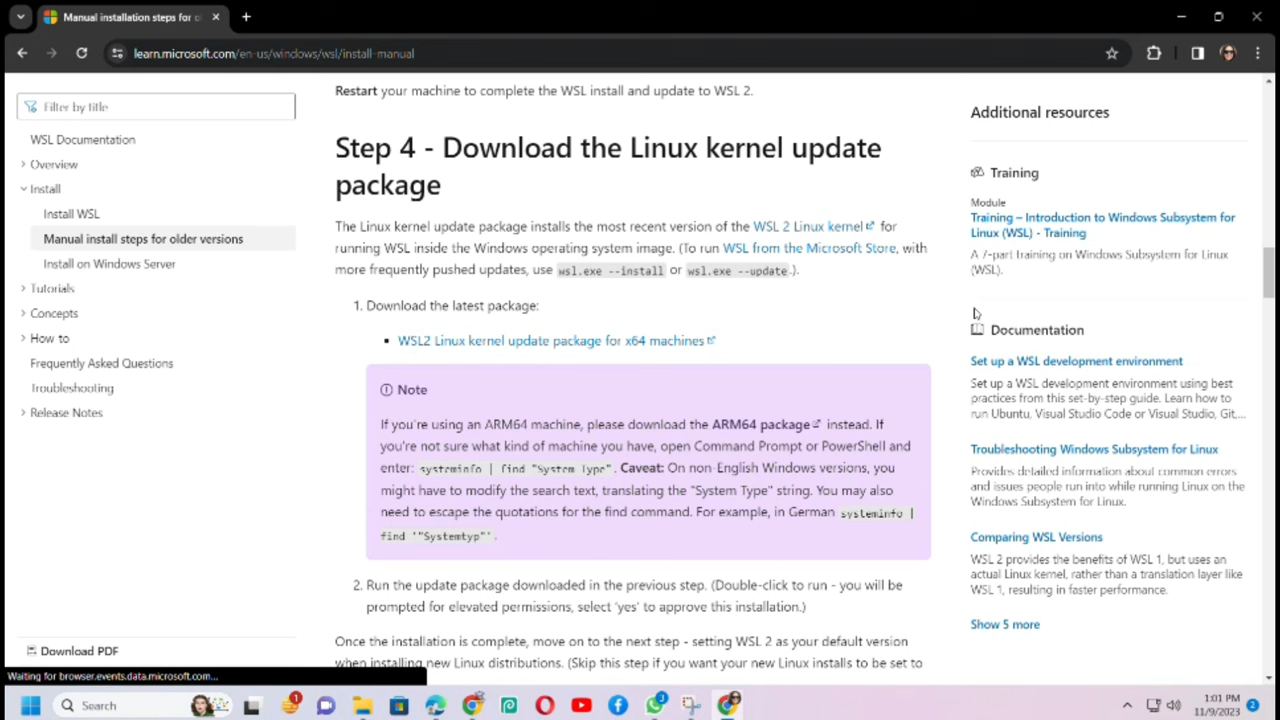 Manual installation steps for ol
learn.microsoft.com/en-us/windows/wsl/install-manual
Filter by title
WSL Documentation
Overview
Install
Install WSL
Manual install steps for older versions
Install on Windows Server
Tutorials
Concepts
How to
Frequently Asked Questions
Troubleshooting
Release Notes
Download PDF
Restart your machine to complete the WSL install and update to WSL 2.
Step 4 - Download the Linux kernel update
package
The Linux kernel update package installs the most recent version of the WSL 2 Linux kernel for
running WSL inside the Windows operating system image. (To run WSL from the Microsoft Store, with
more frequently pushed updates, use wsl.exe --install or wsl.exe --update.).
1. Download the latest package:
WSL2 Linux kernel update package for x64 machines
Note
If you're using an ARM64 machine, please download the ARM64 package instead. If
you're not sure what kind of machine you have, open Command Prompt or PowerShell and
enter: systeminfo | find "System Type". Caveat: On non-English Windows versions, you
might have to modify the search text, translating the "System Type" string. You may also
need to escape the quotations for the find command. For example, in German systeminfo |
find '"Systemtyp"'.
2. Run the update package downloaded in the previous step. (Double-click to run - you will be
prompted for elevated permissions, select 'yes' to approve this installation.)
Once the installation is complete, move on to the next step - setting WSL 2 as your default version
when installing new Linux distributions. (Skip this step if you want your new Linux installs to be set to
Additional resources
Training
Module
Training – Introduction to Windows Subsystem for
Linux (WSL) - Training
A 7-part training on Windows Subsystem for Linux
(WSL).
Documentation
Set up a WSL development environment
Set up a WSL development environment using best
practices from this set-by-step guide. Learn how to
run Ubuntu, Visual Studio Code or Visual Studio, Git,...
Troubleshooting Windows Subsystem for Linux
Provides detailed information about common errors
and issues people run into while running Linux on the
Windows Subsystem for Linux.
Comparing WSL Versions
WSL 2 provides the benefits of WSL 1, but uses an
actual Linux kernel, rather than a translation layer like
WSL 1, resulting in faster performance.
Show 5 more
Waiting for browser.events.data.microsoft.com...
Search
1
3
1:01 PM
11/9/2023
2